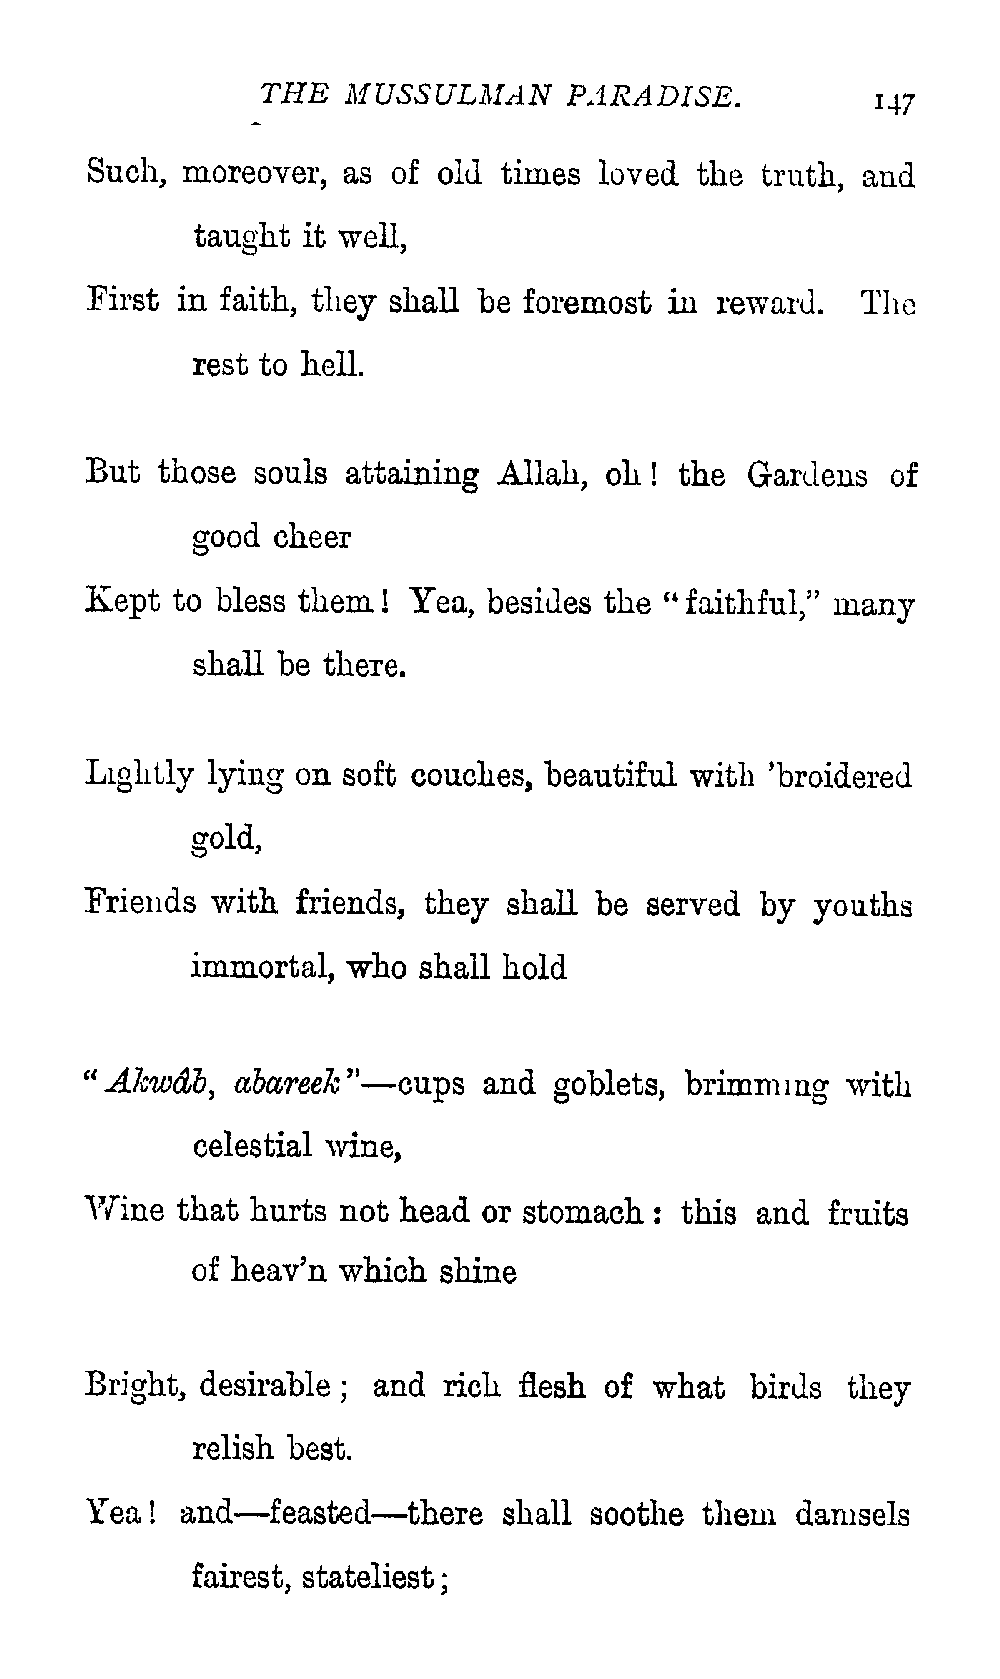 THE MUSSULMAN PARADISE. 147
Such, moreover, as of old times loved the truth, and
taught it well,
First in faith, they shall be foremost in reward. The
rest to hell.
But those souls attaining Allah, oh! the Gardens of
good cheer
Kept to bless them! Yea, besides the "faithful," many
shall be there.
Lightly lying on soft couches, beautiful with 'broidered
gold,
Friends with friends, they shall be served by youths
immortal, who shall hold
"Akwâb, abareek"—cups and goblets, brimming with
celestial wine,
Wine that hurts not head or stomach: this and fruits
of heav'n which shine
Bright, desirable; and rich flesh of what birds they
relish best.
Yea! and—feasted—there shall soothe them damsels
fairest, stateliest;